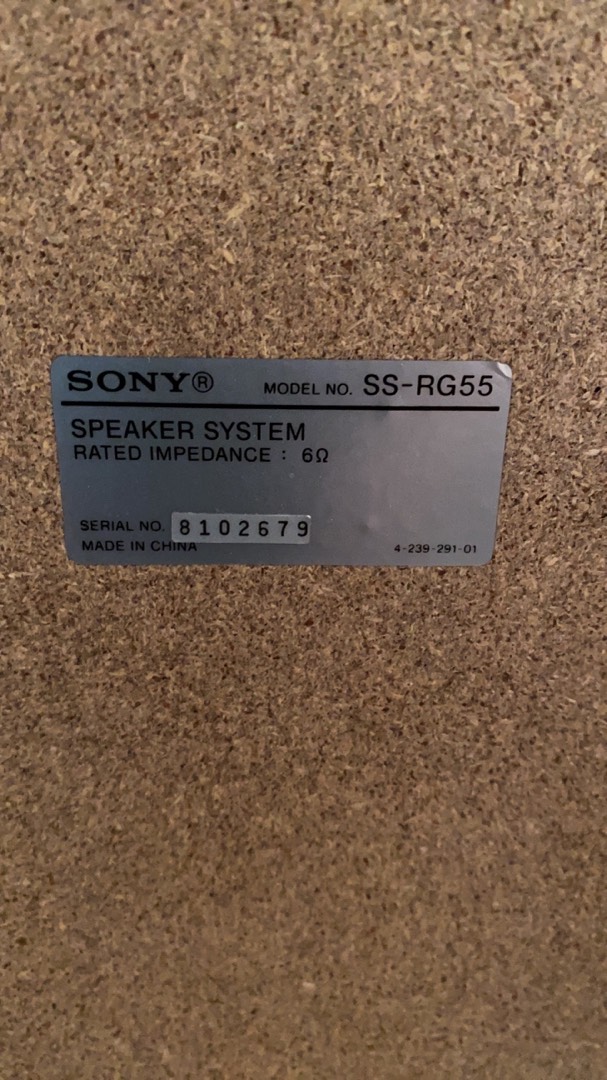 SONY® MODEL NO. SS-RG55
SPEAKER SYSTEM
RATED IMPEDANCE : 6Ω
SERIAL NO. 8102679
MADE IN CHINA 4-239-291-01